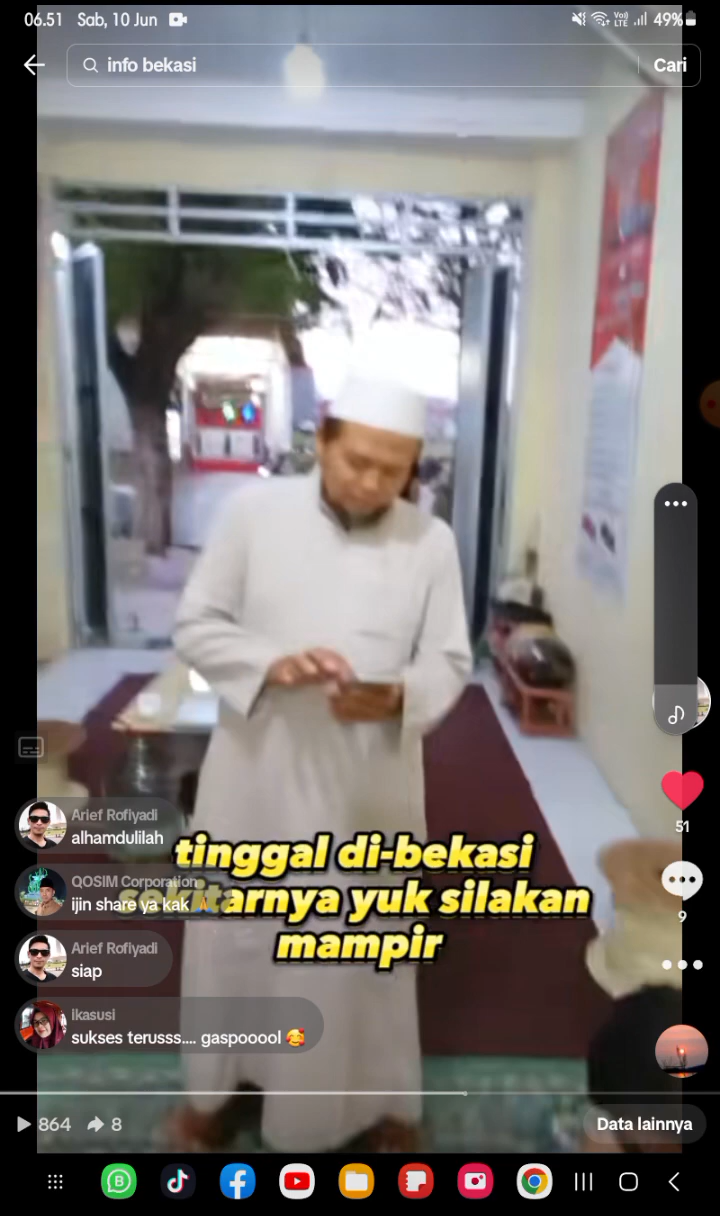 06.51 Sab, 10 Jun
Vo)) LTE 49%
info bekasi
Cari
51
9
Arief Rofiyadi
alhamdulilah
tinggal di-bekasi
QOSIM Corporation
ijin share ya kak 🙏
sekitarnya yuk silakan
mampir
Arief Rofiyadi
siap
ikasusi
sukses terusss.... gaspooool 🥰
864 8
Data lainnya